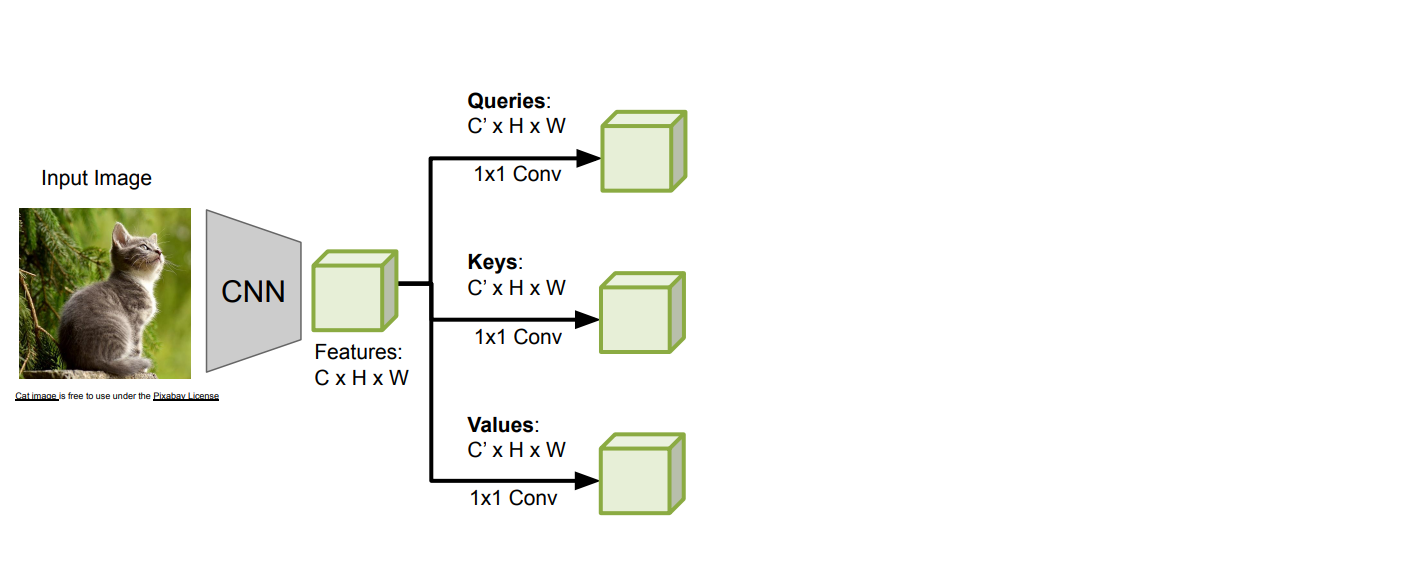 Input Image
Cat image is free to use under the Pixabay License
CNN
Features:
C x H x W
Queries:
C’ x H x W
1x1 Conv
Keys:
C’ x H x W
1x1 Conv
Values:
C’ x H x W
1x1 Conv